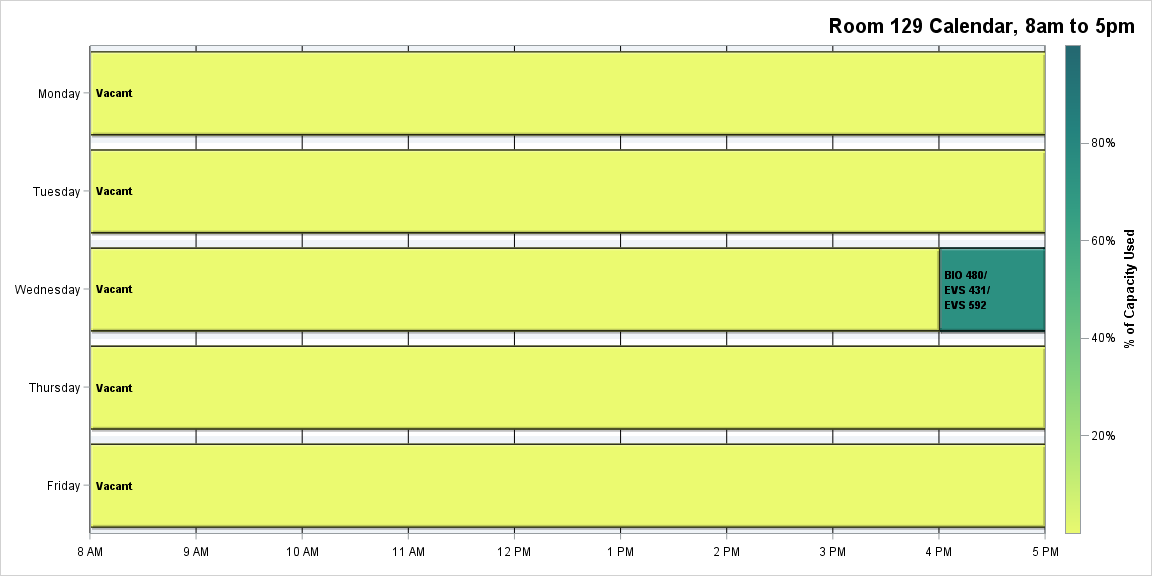 Room 129 Calendar, 8am to 5pm
Monday
Vacant
80%
Tuesday
Vacant
60%
Wednesday
Vacant
BIO 480/
EVS 431/
EVS 592
% of Capacity Used
40%
Thursday
Vacant
20%
Friday
Vacant
8 AM 9 AM 10 AM 11 AM 12 PM 1 PM 2 PM 3 PM 4 PM 5 PM